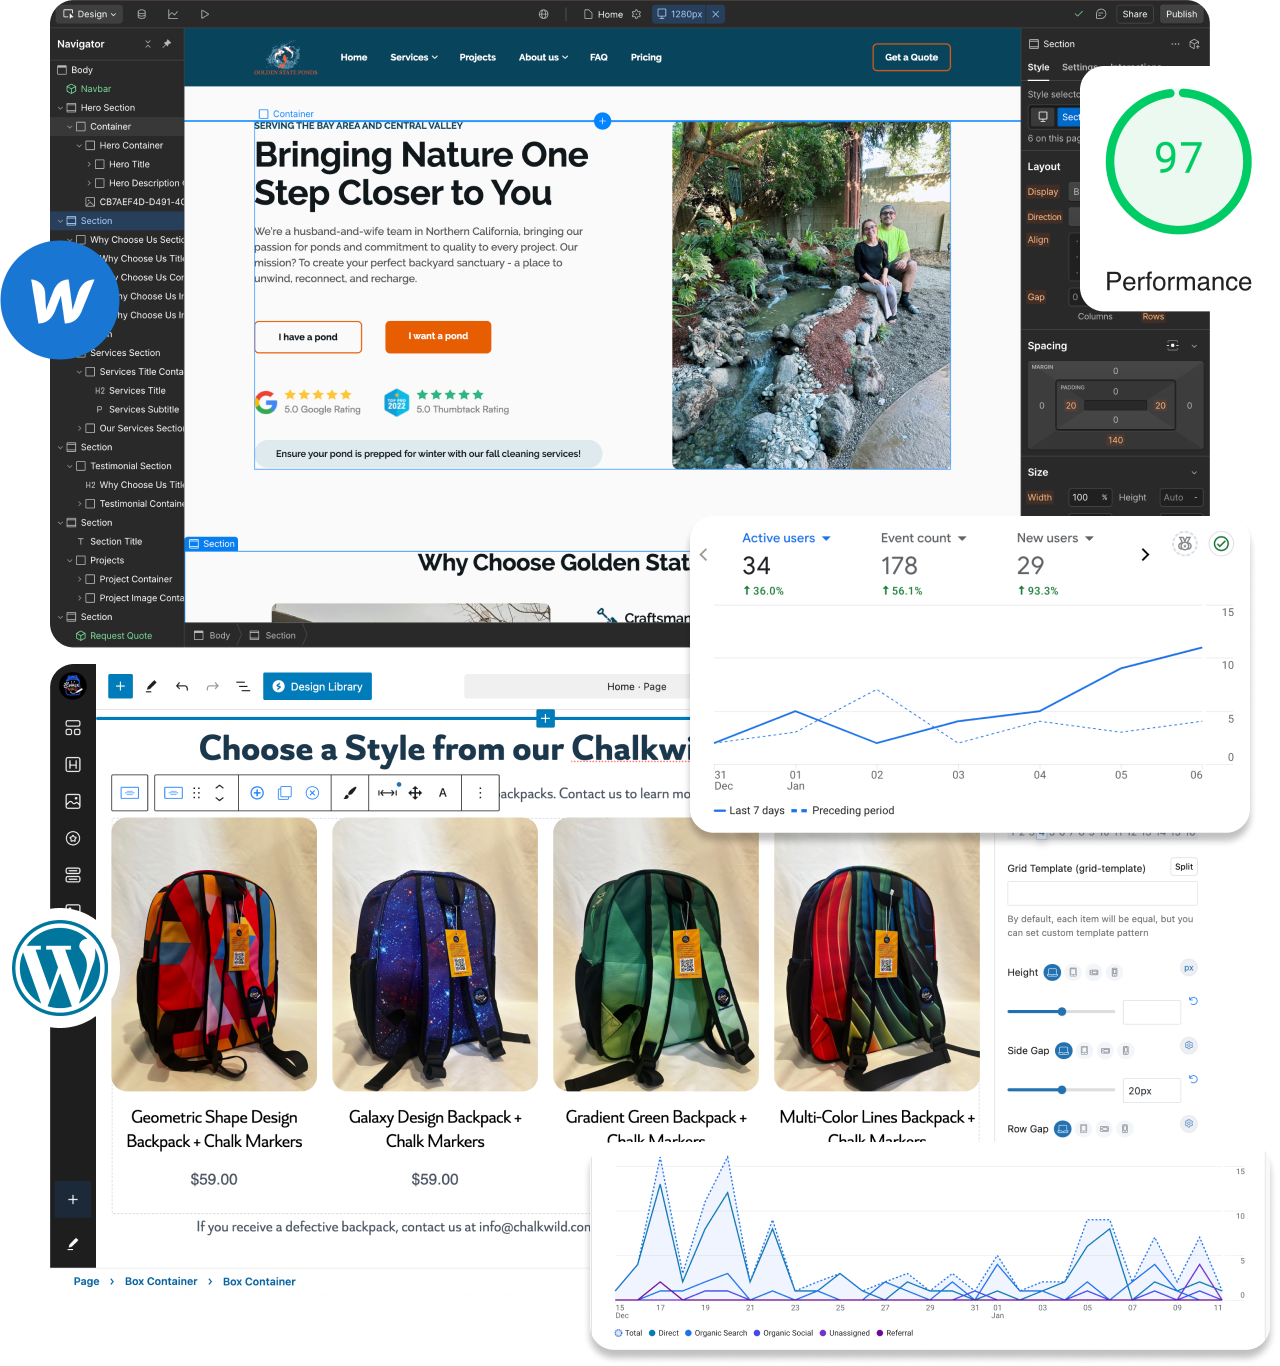 Design
Home
1280px
Share
Publish
Navigator
Body
Navbar
Hero Section
Container
Hero Container
Hero Title
Hero Description
CB7AEF4D-D491-4C
Section
Why Choose Us Sectio
Why Choose Us Title
y Choose Us Con
y Choose Us In
hy Choose Us I
Services Section
Services Title Conta
H2 Services Title
P Services Subtitle
Our Services Section
Section
Testimonial Section
H2 Why Choose Us Title
Testimonial Containe
Section
T Section Title
Projects
Project Container
Project Image Conta
Section
Request Quote
GOLDEN STATE PONDS
Home
Services
Projects
About us
FAQ
Pricing
Get a Quote
Container
SERVING THE BAY AREA AND CENTRAL VALLEY
Bringing Nature One
Step Closer to You
We're a husband-and-wife team in Northern California, bringing our
passion for ponds and commitment to quality to every project. Our
mission? To create your perfect backyard sanctuary - a place to
unwind, reconnect, and recharge.
I have a pond
I want a pond
5.0 Google Rating
TOP PRO
2022
5.0 Thumbtack Rating
Ensure your pond is prepped for winter with our fall cleaning services!
Section
Why Choose Golden Stat
Craftsman
Body
Section
Section
Style
Settings
Interactions
Style selecto
Sect
6 on this pag
Layout
Display
Direction
Align
Gap
0
Columns
Rows
Spacing
MARGIN
0
PADDING
0
0
20
20
0
0
140
Size
Width
100 %
Height
Auto -
97
Performance
Active users
Event count
New users
34
178
29
36.0%
56.1%
93.3%
15
10
5
0
31
Dec
01
Jan
02
03
04
05
06
Last 7 days
Preceding period
Design Library
Home · Page
Choose a Style from our Chalkwi
ackpacks. Contact us to learn mo
A
Geometric Shape Design
Backpack + Chalk Markers
$59.00
Galaxy Design Backpack +
Chalk Markers
$59.00
Gradient Green Backpack +
Chalk Markers
Multi-Color Lines Backpack +
Chalk Markers
If you receive a defective backpack, contact us at info@chalkwild.com
Page
Box Container
Box Container
Grid Template (grid-template)
Split
By default, each item will be equal, but you
can set custom template pattern
Height
px
Side Gap
20px
Row Gap
15
10
5
0
15
Dec
17
19
21
23
25
27
29
31
01
Jan
03
05
07
09
11
Total
Direct
Organic Search
Organic Social
Unassigned
Referral